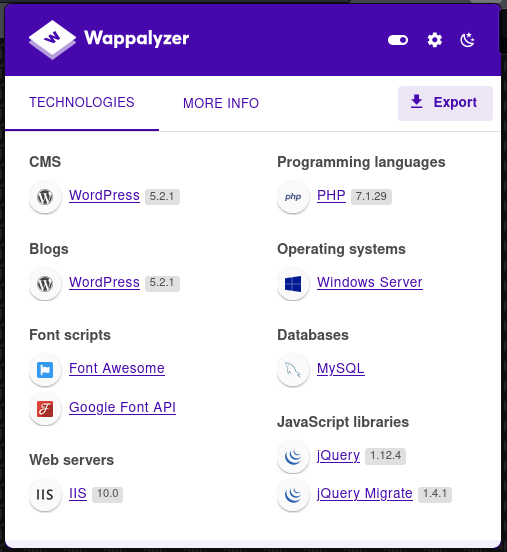 Wappalyzer
TECHNOLOGIES
MORE INFO
Export
CMS
WordPress 5.2.1
Blogs
WordPress 5.2.1
Font scripts
Font Awesome
Google Font API
Web servers
IIS IIS 10.0
Programming languages
php PHP 7.1.29
Operating systems
Windows Server
Databases
MySQL
JavaScript libraries
jQuery 1.12.4
jQuery Migrate 1.4.1